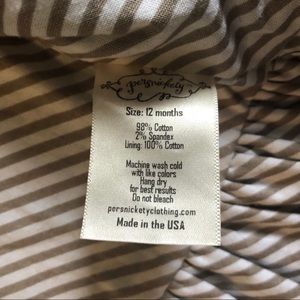 persnickety
Size: 12 months
98% Cotton
2% Spandex
Lining: 100% Cotton
Machine wash cold
with like colors
Hang dry
for best results
Do not bleach
persnicketyclothing.com
Made in the USA